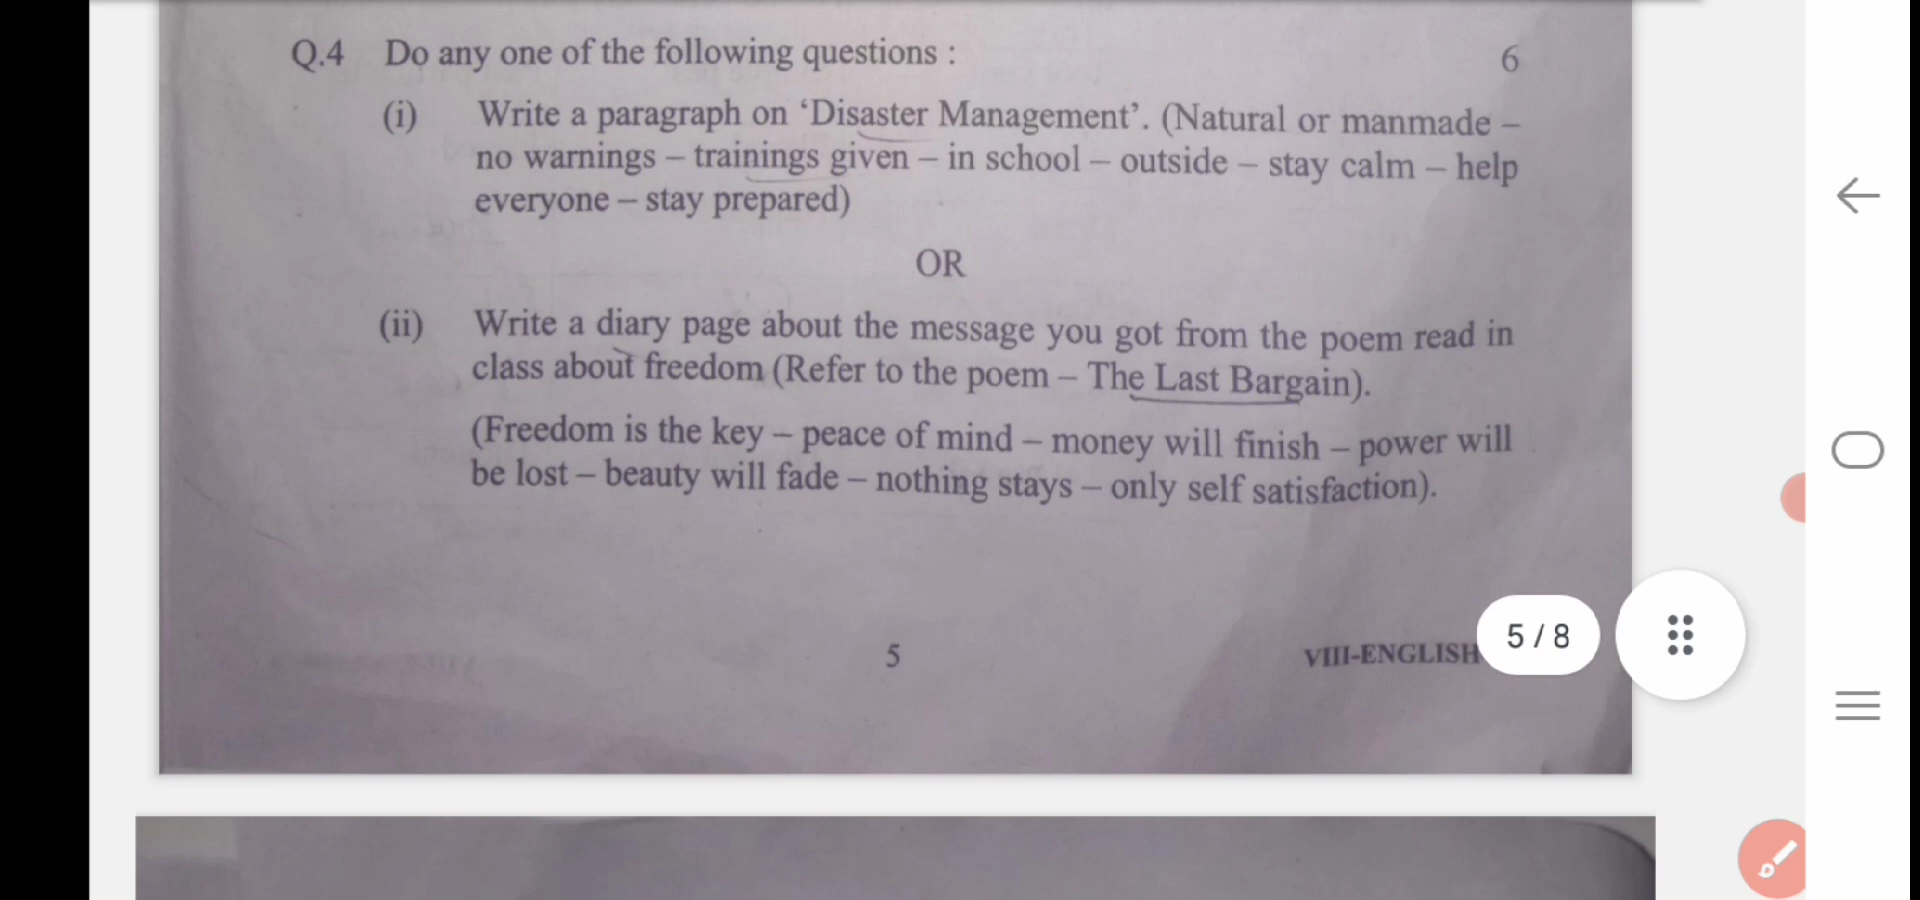 Q.4 Do any one of the following questions : 6
(i) Write a paragraph on ‘Disaster Management’. (Natural or manmade –
no warnings – trainings given – in school – outside – stay calm – help
everyone – stay prepared)
OR
(ii) Write a diary page about the message you got from the poem read in
class about freedom (Refer to the poem – The Last Bargain).
(Freedom is the key – peace of mind – money will finish – power will
be lost – beauty will fade – nothing stays – only self satisfaction).
5 VIII-ENGLISH
5 / 8